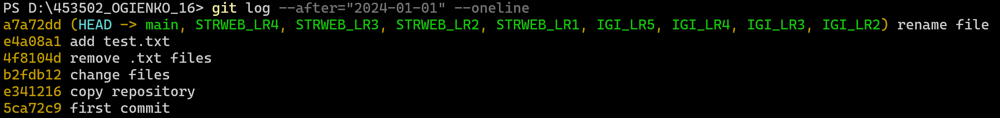 PS D:\453502_OGIENKO_16> git log --after="2024-01-01" --oneline
a7a72dd (HEAD -> main, STRWEB_LR4, STRWEB_LR3, STRWEB_LR2, STRWEB_LR1, IGI_LR5, IGI_LR4, IGI_LR3, IGI_LR2) rename file
e4a08a1 add test.txt
4f8104d remove .txt files
b2fdb12 change files
e341216 copy repository
5ca72c9 first commit